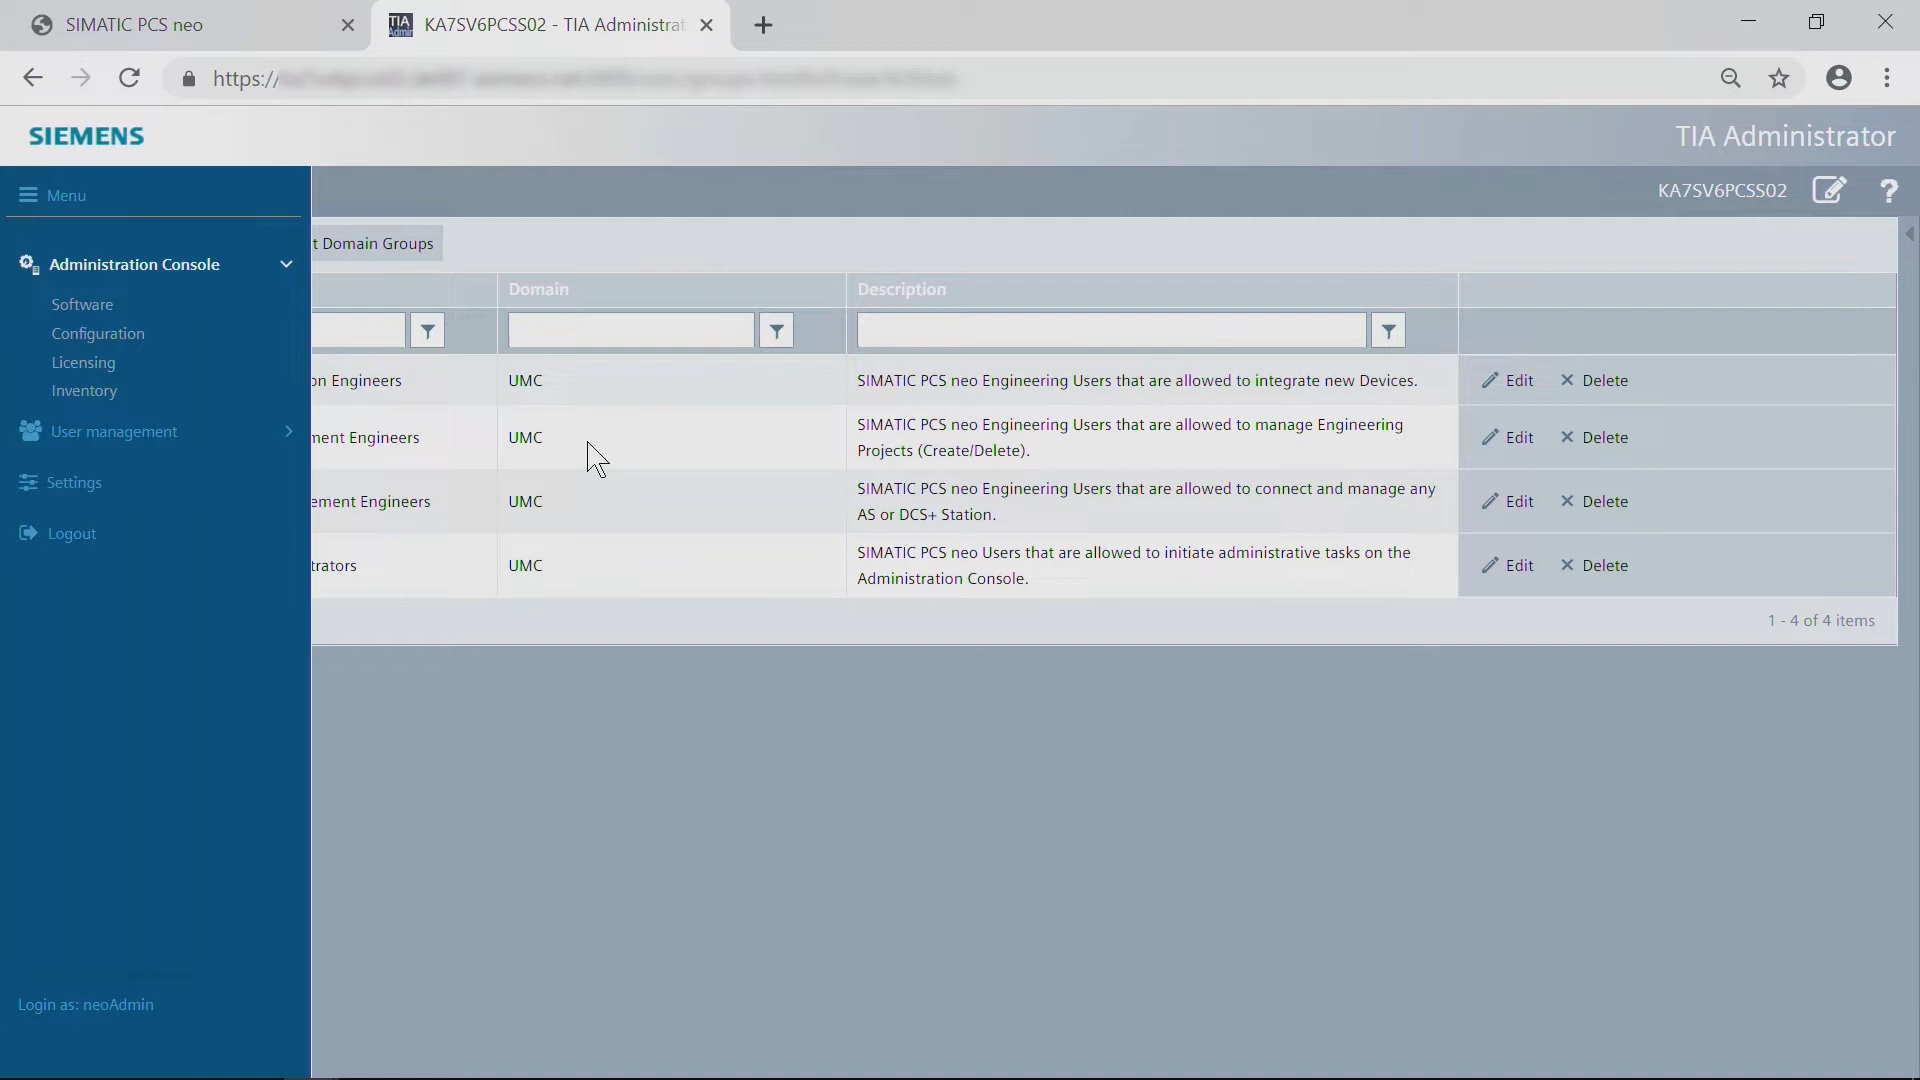 SIMATIC PCS neo
KA7SV6PCSS02 - TIA Administrat
https://
SIEMENS
TIA Administrator
Menu
KA7SV6PCSS02
?
Administration Console
Software
Configuration
Licensing
Inventory
User management
Settings
Logout
Login as: neoAdmin
t Domain Groups
Domain
Description
on Engineers
UMC
SIMATIC PCS neo Engineering Users that are allowed to integrate new Devices.
Edit
Delete
ment Engineers
UMC
SIMATIC PCS neo Engineering Users that are allowed to manage Engineering
Projects (Create/Delete).
Edit
Delete
ement Engineers
UMC
SIMATIC PCS neo Engineering Users that are allowed to connect and manage any
AS or DCS+ Station.
Edit
Delete
trators
UMC
SIMATIC PCS neo Users that are allowed to initiate administrative tasks on the
Administration Console.
Edit
Delete
1 - 4 of 4 items